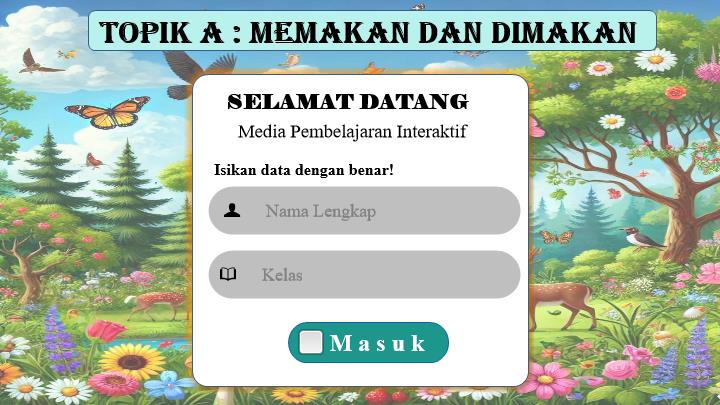 TOPIK A : MEMAKAN DAN DIMAKAN
SELAMAT DATANG
Media Pembelajaran Interaktif
Isikan data dengan benar!
Nama Lengkap
Kelas
Masuk